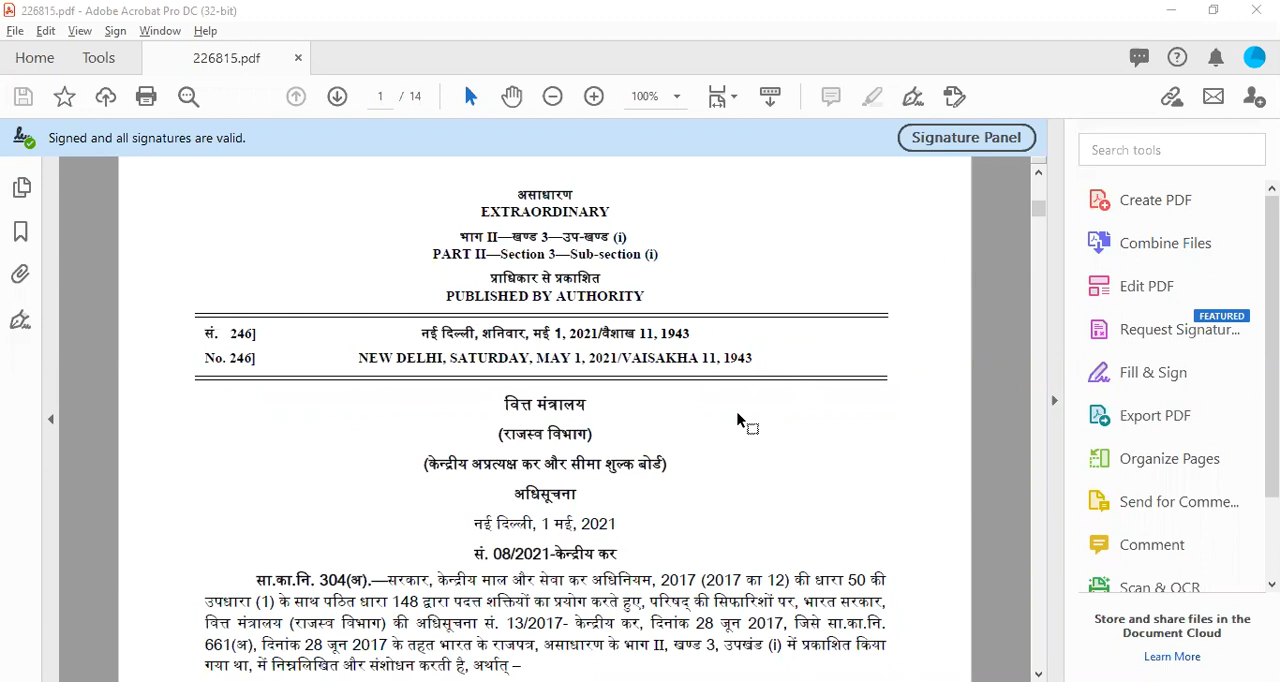 226815.pdf - Adobe Acrobat Pro DC (32-bit)
File Edit View Sign Window Help
Home Tools 226815.pdf ×
1 / 14 100%
Signed and all signatures are valid. Signature Panel
असाधारण
EXTRAORDINARY
भाग II—खण्ड 3—उप-खण्ड (i)
PART II—Section 3—Sub-section (i)
प्राधिकार से प्रकाशित
PUBLISHED BY AUTHORITY
सं. 246] नई दिल्ली, शनिवार, मई 1, 2021/वैशाख 11, 1943
No. 246] NEW DELHI, SATURDAY, MAY 1, 2021/VAISAKHA 11, 1943
वित्त मंत्रालय
(राजस्व विभाग)
(केन्द्रीय अप्रत्यक्ष कर और सीमा शुल्क बोर्ड)
अधिसूचना
नई दिल्ली, 1 मई, 2021
सं. 08/2021-केन्द्रीय कर
सा.का.नि. 304(अ).—सरकार, केन्द्रीय माल और सेवा कर अधिनियम, 2017 (2017 का 12) की धारा 50 की
उपधारा (1) के साथ पठित धारा 148 द्वारा पदत्त शक्तियों का प्रयोग करते हुए, परिषद् की सिफारिशों पर, भारत सरकार,
वित्त मंत्रालय (राजस्व विभाग) की अधिसूचना सं. 13/2017- केन्द्रीय कर, दिनांक 28 जून 2017, जिसे सा.का.नि.
661(अ), दिनांक 28 जून 2017 के तहत भारत के राजपत्र, असाधारण के भाग II, खण्ड 3, उपखंड (i) में प्रकाशित किया
गया था, में निम्नलिखित और संशोधन करती है, अर्थात् –
Search tools
Create PDF
Combine Files
Edit PDF
FEATURED
Request Signatur...
Fill & Sign
Export PDF
Organize Pages
Send for Comme...
Comment
Scan & OCR
Store and share files in the
Document Cloud
Learn More